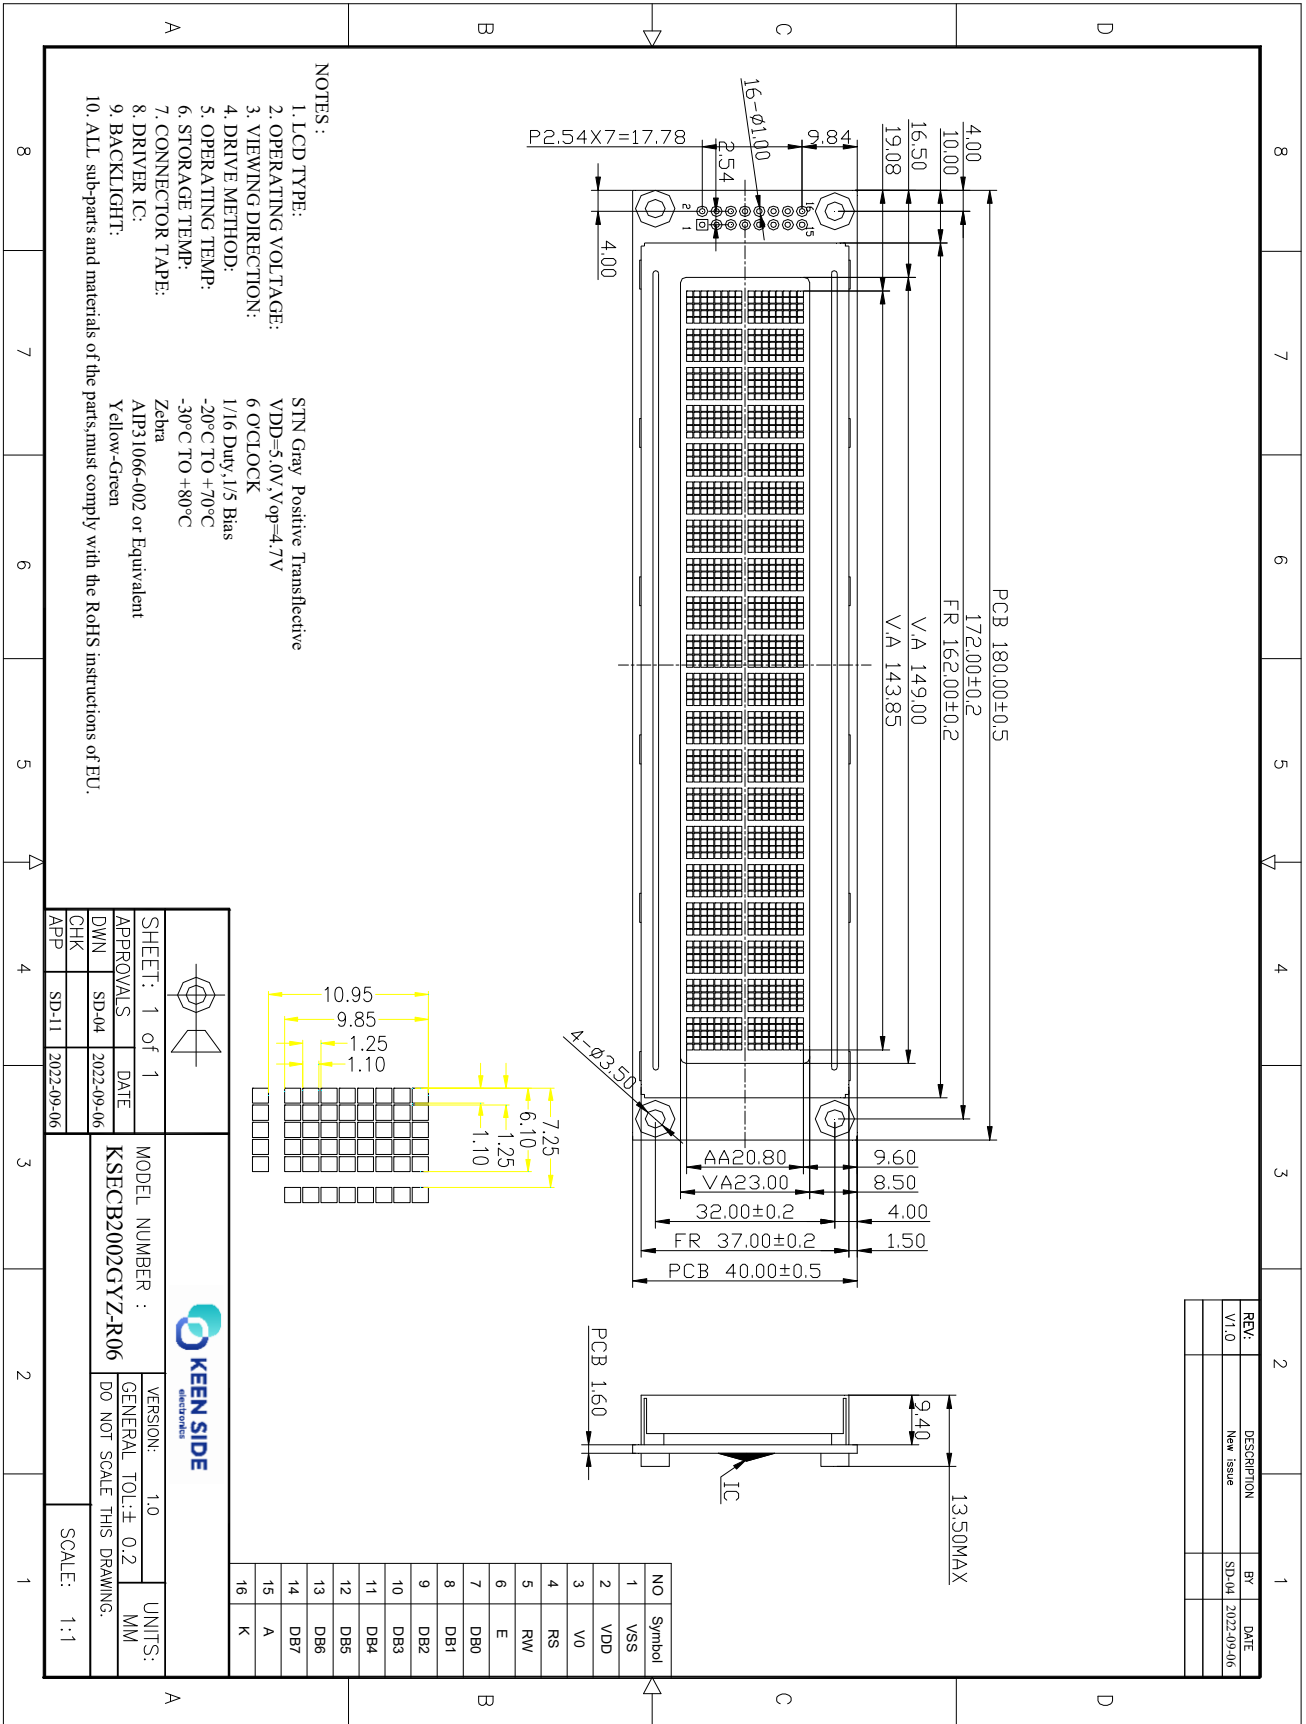 8
7
6
5
4
3
2
1
D
C
B
A
D
C
B
A
8
7
6
5
4
3
2
1
REV:
DESCRIPTION
BY
DATE
V1.0
New issue
SD-04
2022-09-06
PCB 180.00±0.5
172.00±0.2
FR 162.00±0.2
V.A 149.00
V.A 143.85
4.00
10.00
16.50
19.08
9.84
P2.54X7=17.78
2.54
16-Ø1.00
4.00
2
1
16
15
4-Ø3.50
AA20.80
VA23.00
32.00±0.2
FR 37.00±0.2
PCB 40.00±0.5
9.60
8.50
4.00
1.50
13.50MAX
9.40
IC
PCB 1.60
7.25
6.10
1.25
1.10
10.95
9.85
1.25
1.10
NO Symbol
1 VSS
2 VDD
3 V0
4 RS
5 RW
6 E
7 DB0
8 DB1
9 DB2
10 DB3
11 DB4
12 DB5
13 DB6
14 DB7
15 A
16 K
NOTES :
1. LCD TYPE: STN Gray Positive Transflective
2. OPERATING VOLTAGE: VDD=5.0V,Vop=4.7V
3. VIEWING DIRECTION: 6 O'CLOCK
4. DRIVE METHOD: 1/16 Duty,1/5 Bias
5. OPERATING TEMP: -20°C TO +70°C
6. STORAGE TEMP: -30°C TO +80°C
7. CONNECTOR TAPE: Zebra
8. DRIVER IC: AIP31066-002 or Equivalent
9. BACKLIGHT: Yellow-Green
10. ALL sub-parts and materials of the parts,must comply with the RoHS instructions of EU.
SHEET: 1 of 1
APPROVALS DATE
DWN SD-04 2022-09-06
CHK
APP SD-11 2022-09-06
KEEN SIDE
electronics
MODEL NUMBER :
KSECB2002GYZ-R06
VERSION: 1.0
GENERAL TOL:± 0.2
DO NOT SCALE THIS DRAWING.
UNITS:
MM
SCALE: 1:1